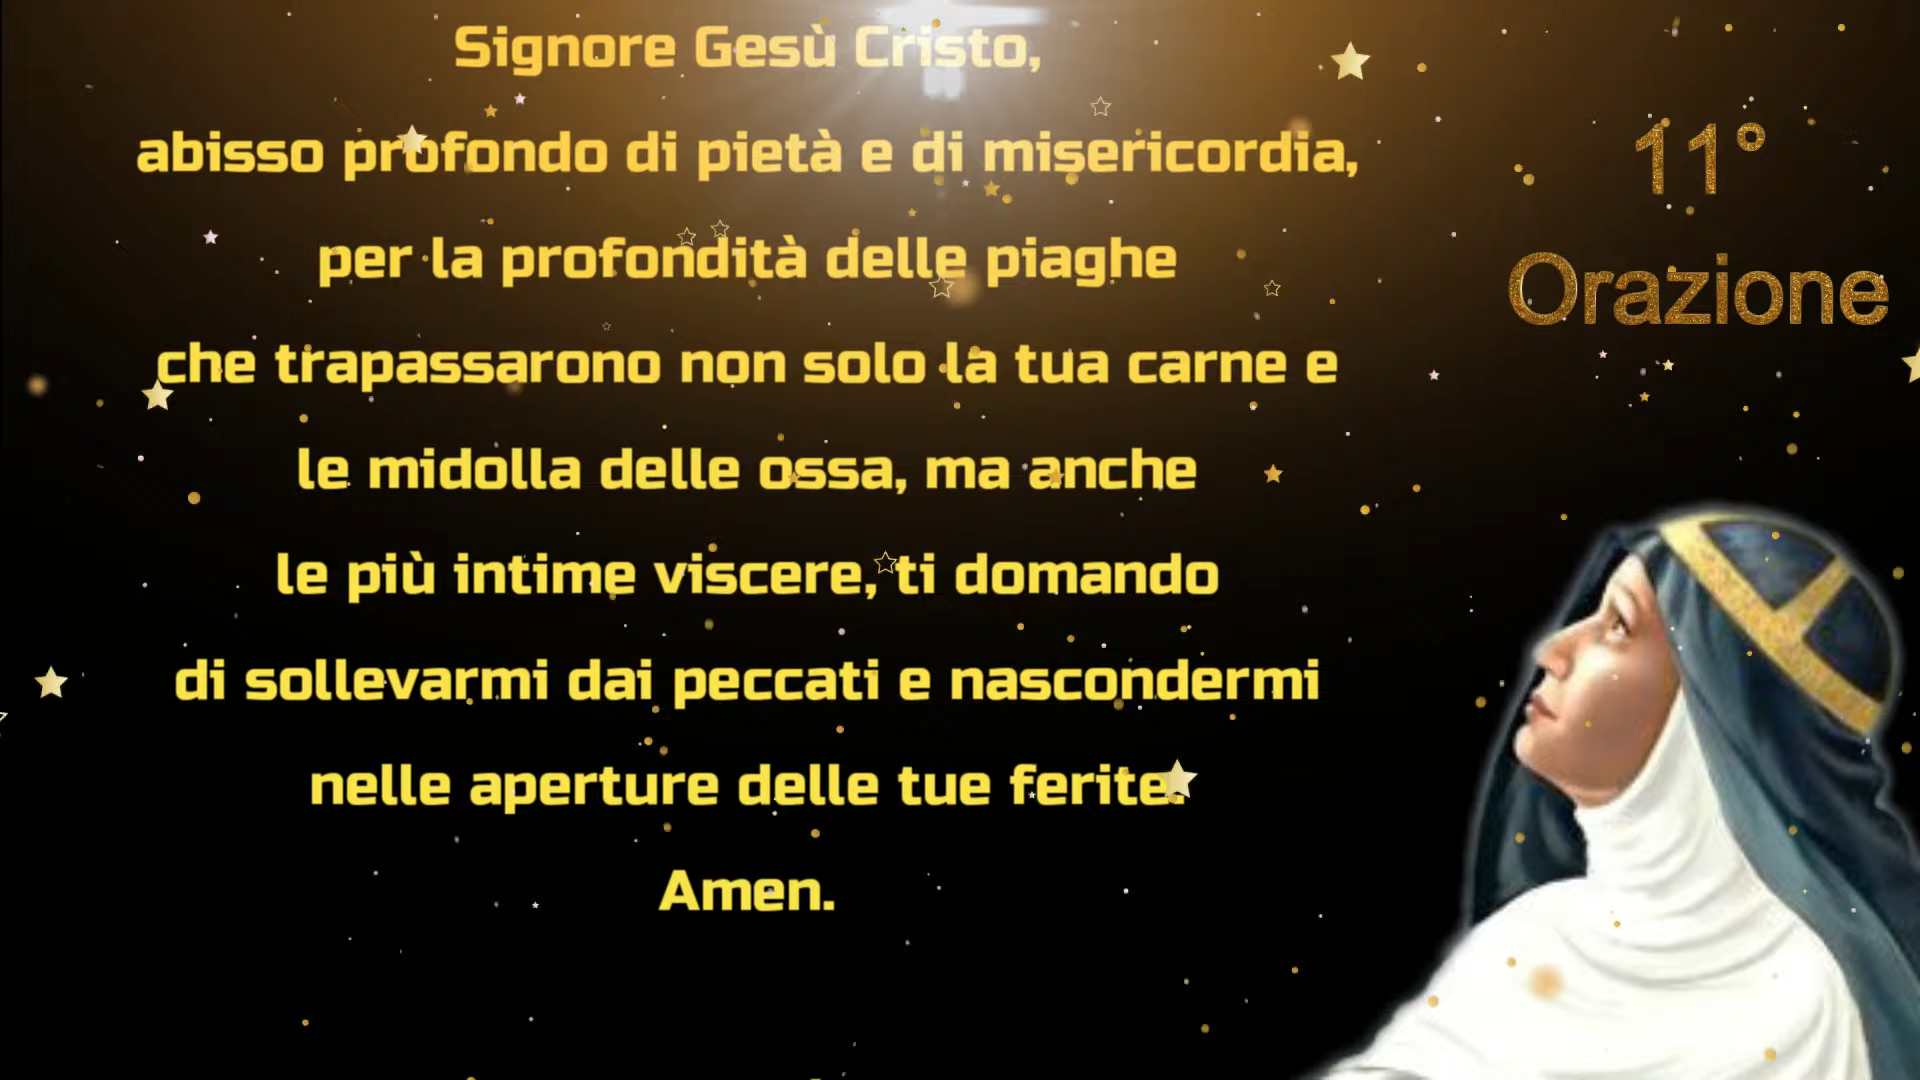 Signore Gesù Cristo,
abisso profondo di pietà e di misericordia,
per la profondità delle piaghe
che trapassarono non solo la tua carne e
le midolla delle ossa, ma anche
le più intime viscere, ti domando
di sollevarmi dai peccati e nascondermi
nelle aperture delle tue ferite.
Amen.
11°
Orazione